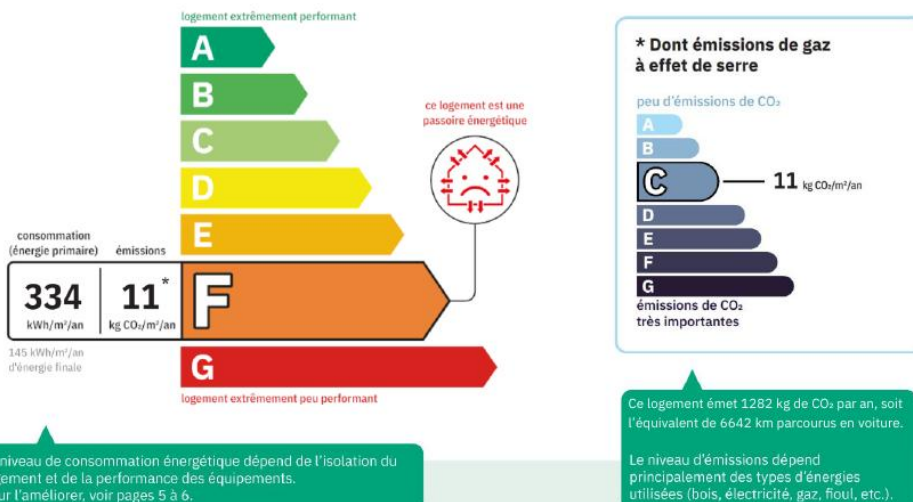 logement extrêmement performant
A
B
C
D
E
F
G
logement extrêmement peu performant
ce logement est une
passoire énergétique
consommation
(énergie primaire)
émissions
334
kWh/m²/an
11*
kg CO₂/m²/an
145 kWh/m²/an
d'énergie finale
niveau de consommation énergétique dépend de l'isolation du
gement et de la performance des équipements.
ur l'améliorer, voir pages 5 à 6.
* Dont émissions de gaz
à effet de serre
peu d'émissions de CO₂
A
B
C
11 kg CO₂/m²/an
D
E
F
G
émissions de CO₂
très importantes
Ce logement émet 1282 kg de CO₂ par an, soit
l'équivalent de 6642 km parcourus en voiture.
Le niveau d'émissions dépend
principalement des types d'énergies
utilisées (bois, électricité, gaz, fioul, etc.).